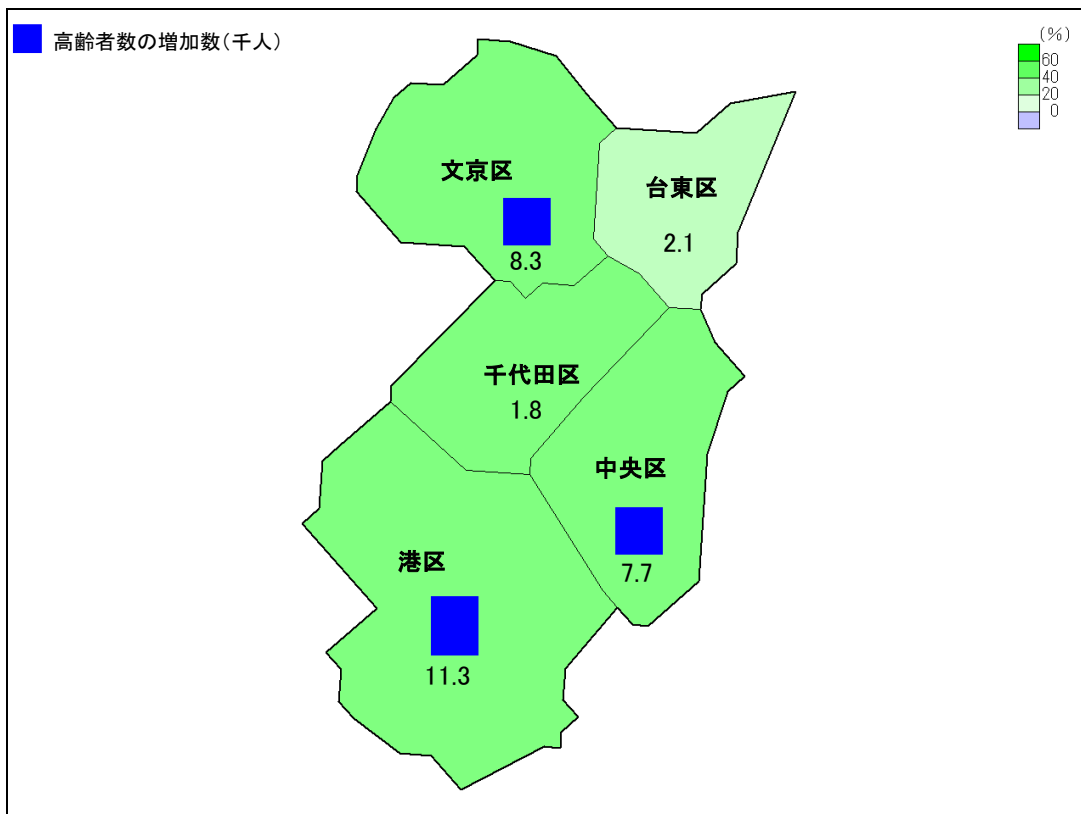 高齢者数の増加数(千人)
(%)
60
40
20
0
文京区
8.3
台東区
2.1
千代田区
1.8
中央区
7.7
港区
11.3